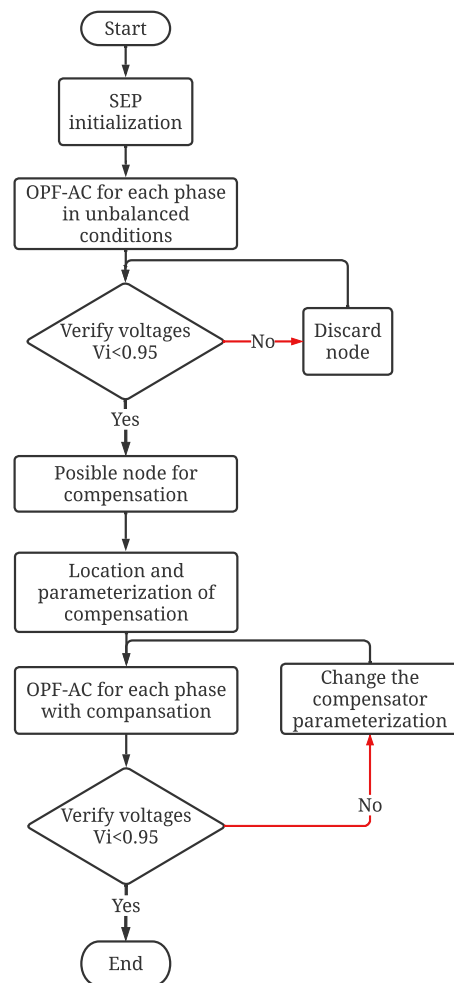 Start
SEP
initialization
OPF-AC for each phase
in unbalanced
conditions
Verify voltages
Vi<0.95
No
Discard
node
Yes
Posible node for
compensation
Location and
parameterization of
compensation
OPF-AC for each phase
with compansation
Change the
compensator
parameterization
Verify voltages
Vi<0.95
No
Yes
End